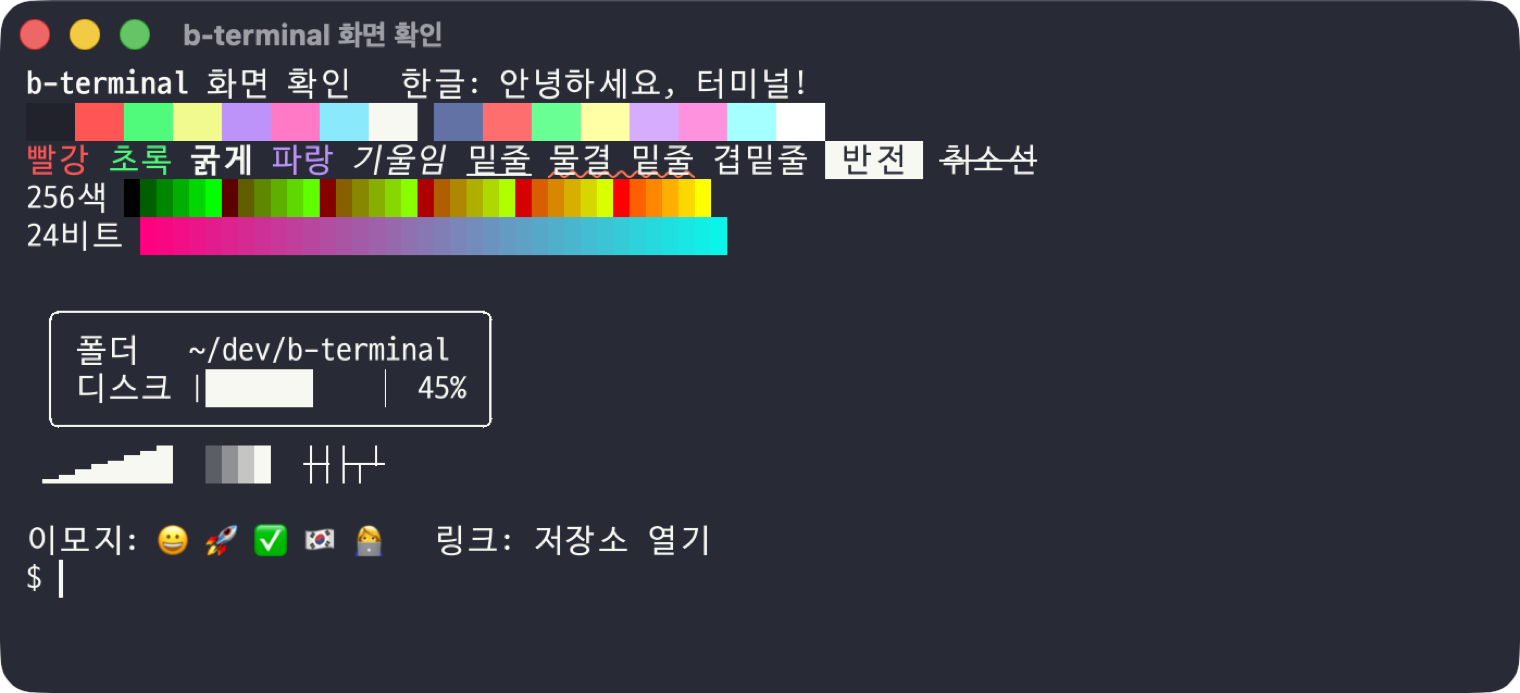 b-terminal 화면 확인
b-terminal 화면 확인 한글: 안녕하세요, 터미널!
빨강 초록 굵게 파랑 기울임 밑줄 물결 밑줄 겹밑줄 반전 취소선
256색
24비트
폴더 ~/dev/b-terminal
디스크 45%
이모지: 😀 🚀 ✅ 🇰🇷 👩‍💻 링크: 저장소 열기
$